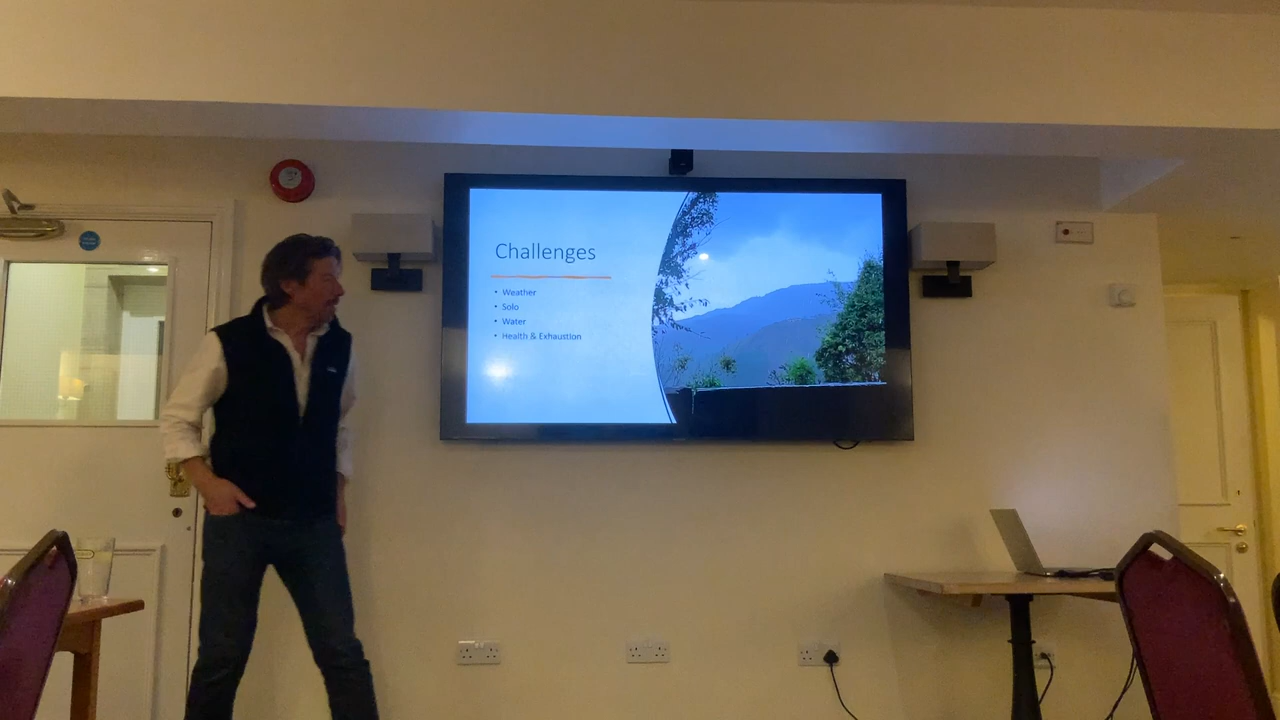 Challenges
• Weather
• Solo
• Water
• Health & Exhaustion